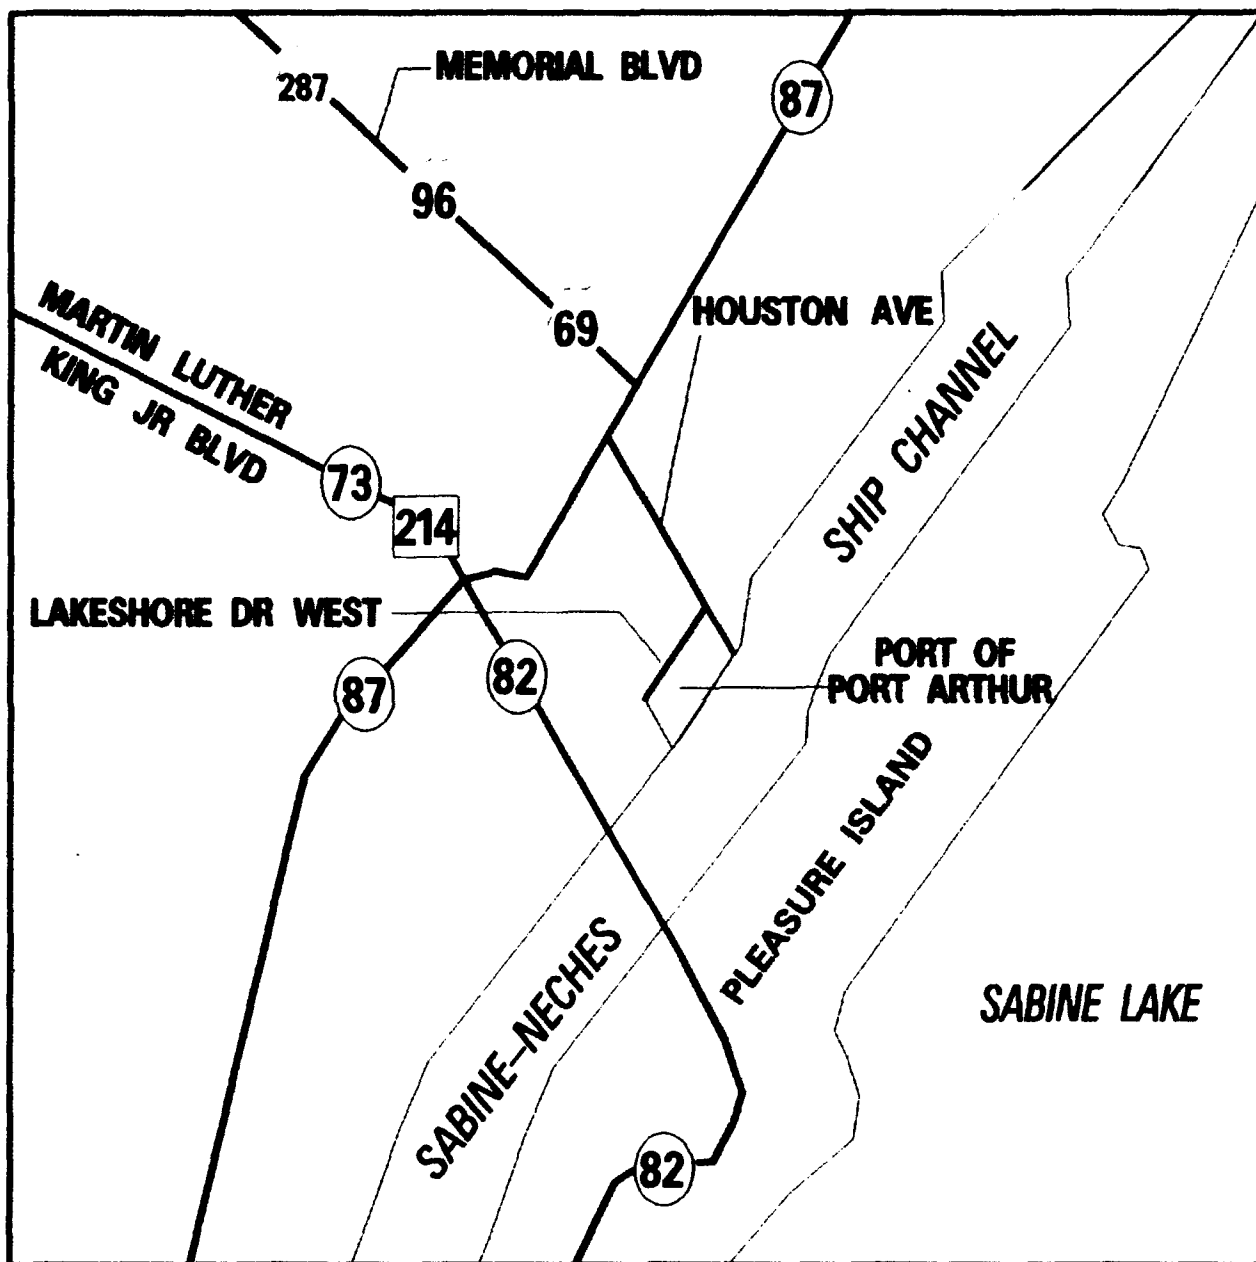 MEMORIAL BLVD
287
87
96
HOUSTON AVE
69
MARTIN LUTHER
KING JR BLVD
73
214
SHIP CHANNEL
LAKESHORE DR WEST
PORT OF
PORT ARTHUR
87
82
PLEASURE ISLAND
SABINE-NECHES
SABINE LAKE
82